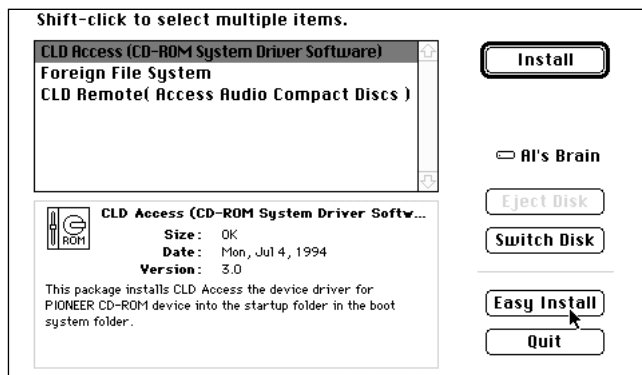 Shift-click to select multiple items.
CLD Access (CD-ROM System Driver Software)
Foreign File System
CLD Remote( Access Audio Compact Discs )
Install
Al's Brain
Eject Disk
Switch Disk
Easy Install
Quit
ROM
CLD Access (CD-ROM System Driver Softw...
Size: 0K
Date: Mon, Jul 4, 1994
Version: 3.0
This package installs CLD Access the device driver for
PIONEER CD-ROM device into the startup folder in the boot
system folder.